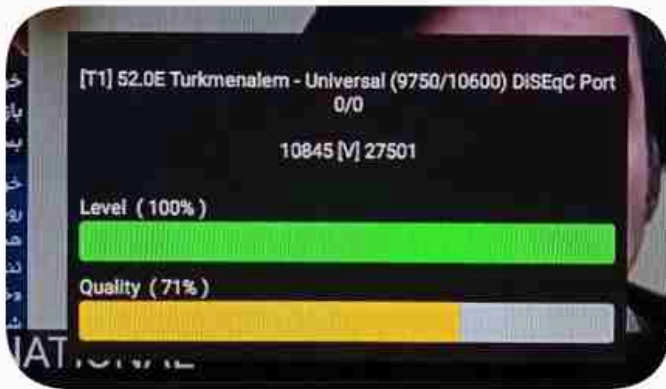 [T1] 52.0E Turkmenalem - Universal (9750/10600) DiSEqC Port
0/0
10845 [V] 27501
Level ( 100% )
Quality ( 71% )